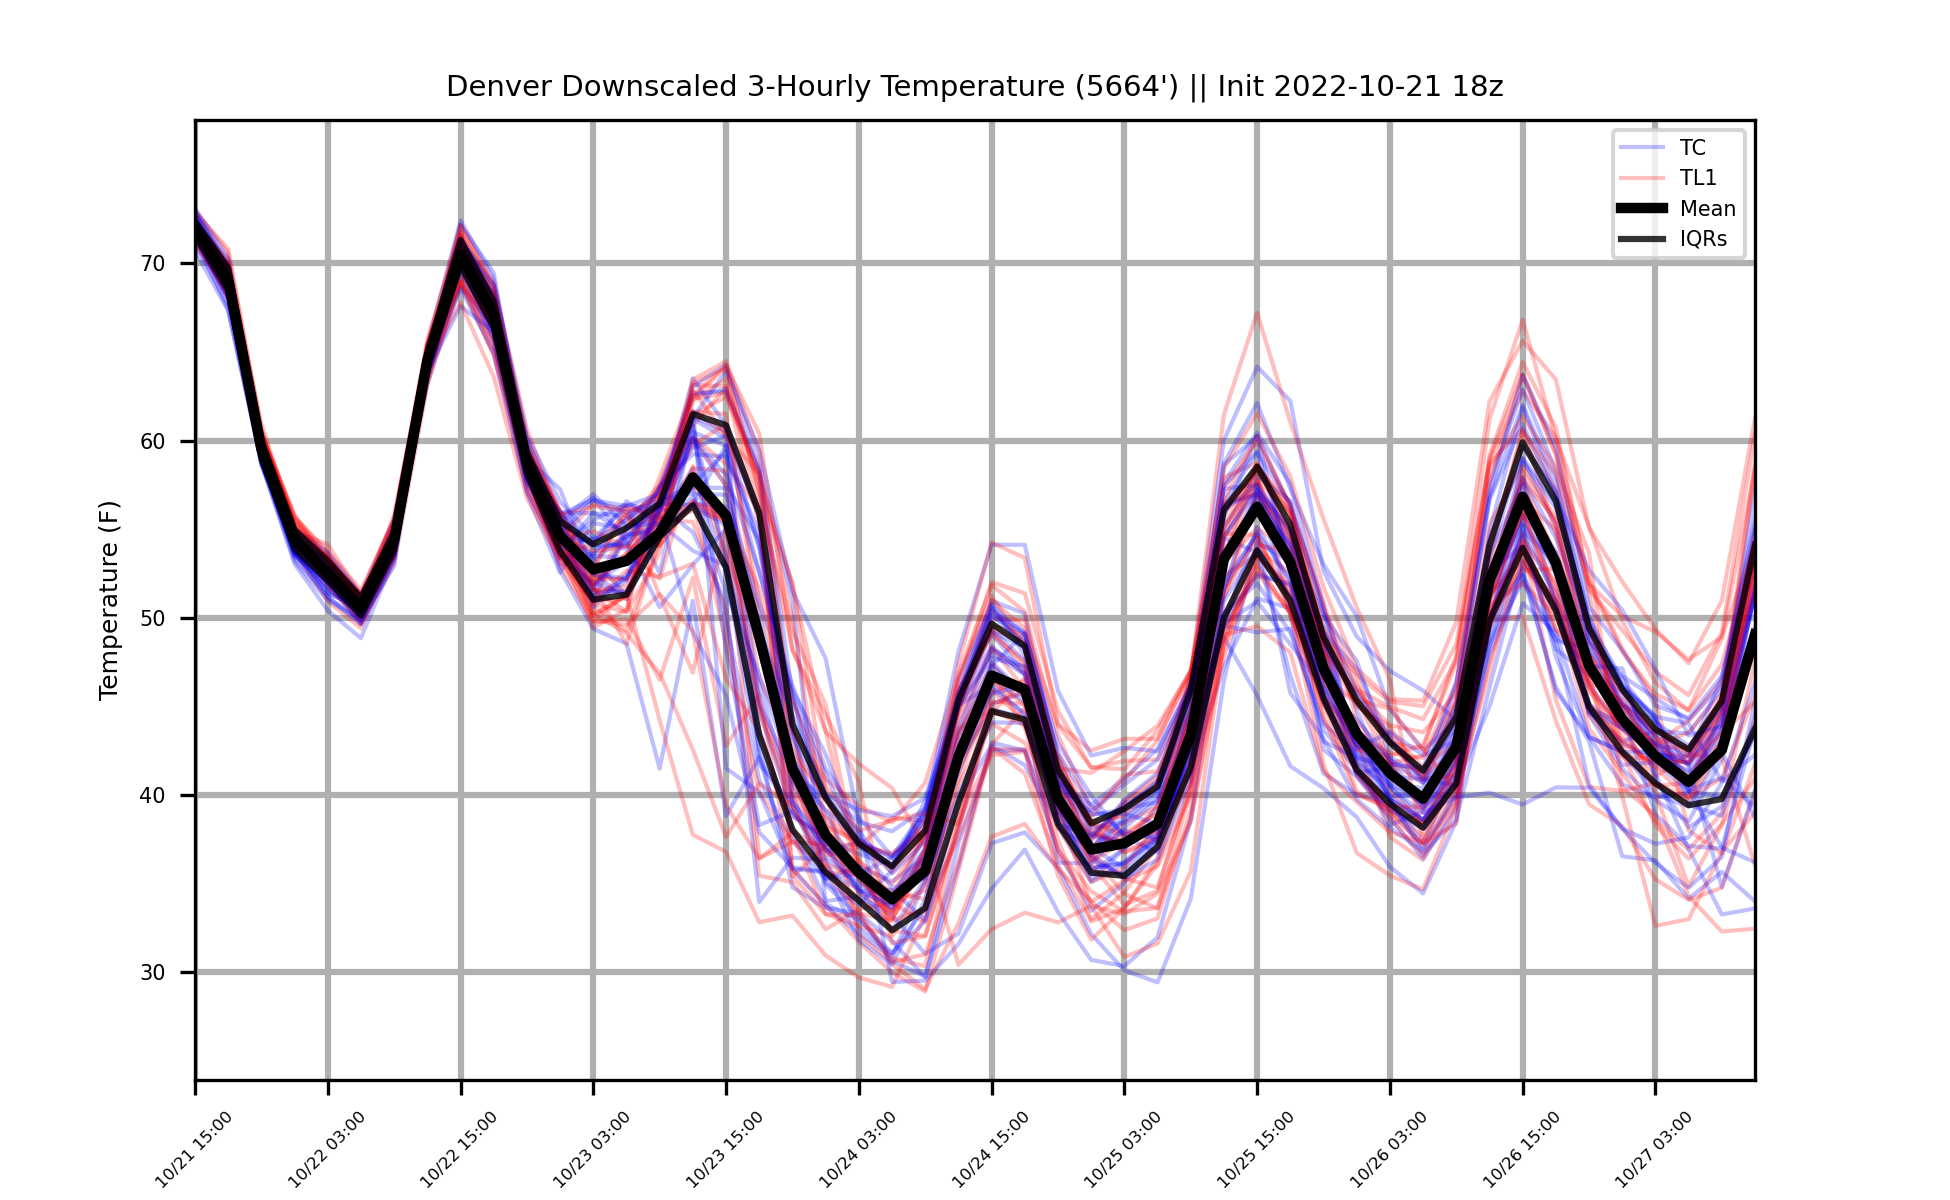 Denver Downscaled 3-Hourly Temperature (5664') || Init 2022-10-21 18z
TC
TL1
Mean
IQRs
Temperature (F)
70
60
50
40
30
10/21 15:00
10/22 03:00
10/22 15:00
10/23 03:00
10/23 15:00
10/24 03:00
10/24 15:00
10/25 03:00
10/25 15:00
10/26 03:00
10/26 15:00
10/27 03:00